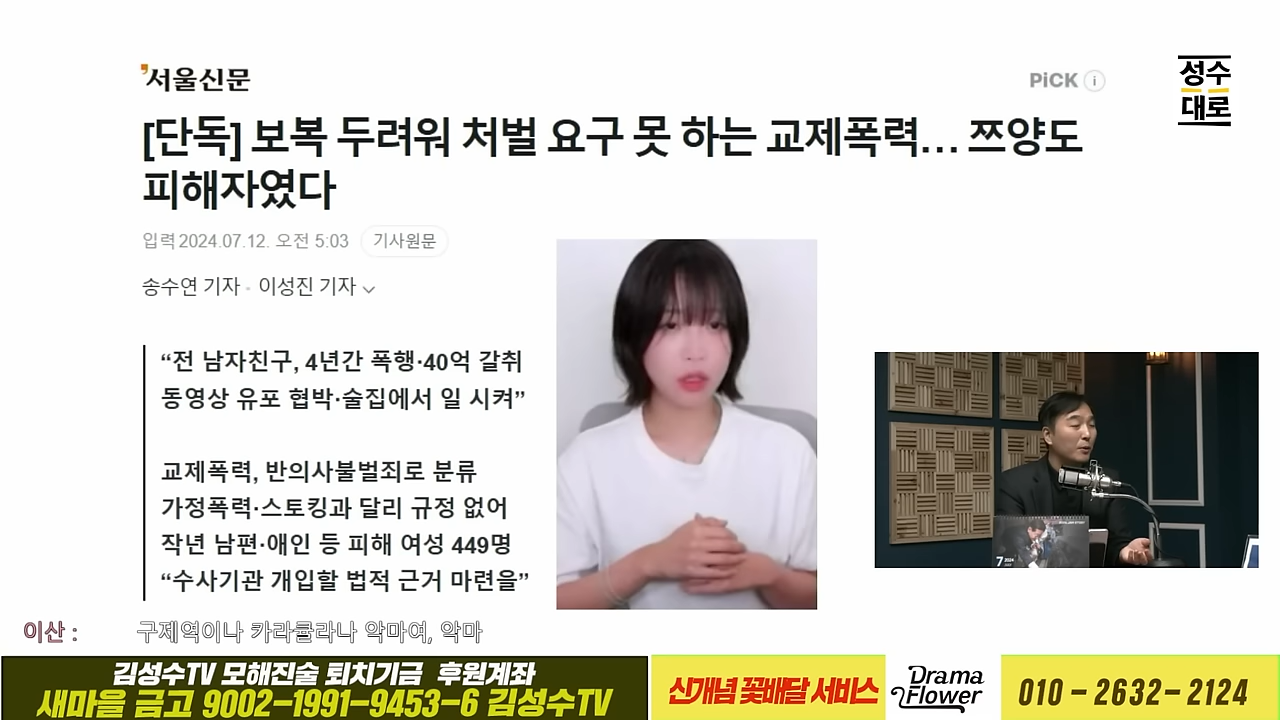 서울신문
PiCK i
성수
대로
[단독] 보복 두려워 처벌 요구 못 하는 교제폭력... 쯔양도
피해자였다
입력 2024.07.12. 오전 5:03 기사원문
송수연 기자 · 이성진 기자
“전 남자친구, 4년간 폭행·40억 갈취
동영상 유포 협박·술집에서 일 시켜”
교제폭력, 반의사불벌죄로 분류
가정폭력·스토킹과 달리 규정 없어
작년 남편·애인 등 피해 여성 449명
“수사기관 개입할 법적 근거 마련을”
7 2024
이산 : 구제역이나 카라큘라나 악마여, 악마
김성수TV 모해진술 퇴치기금 후원계좌
새마을 금고 9002-1991-9453-6 김성수TV
신개념 꽃배달 서비스
Drama
Flower
010 - 2632 - 2124